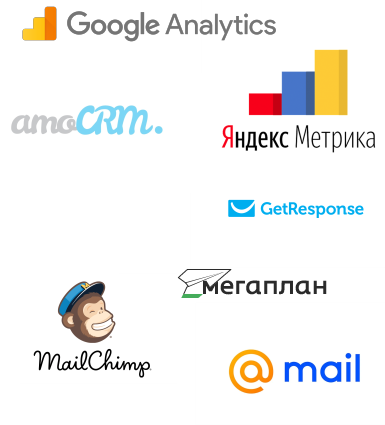 Google Analytics
amoCRM.
Яндекс Метрика
GetResponse
мегаплан
MailChimp
@ mail